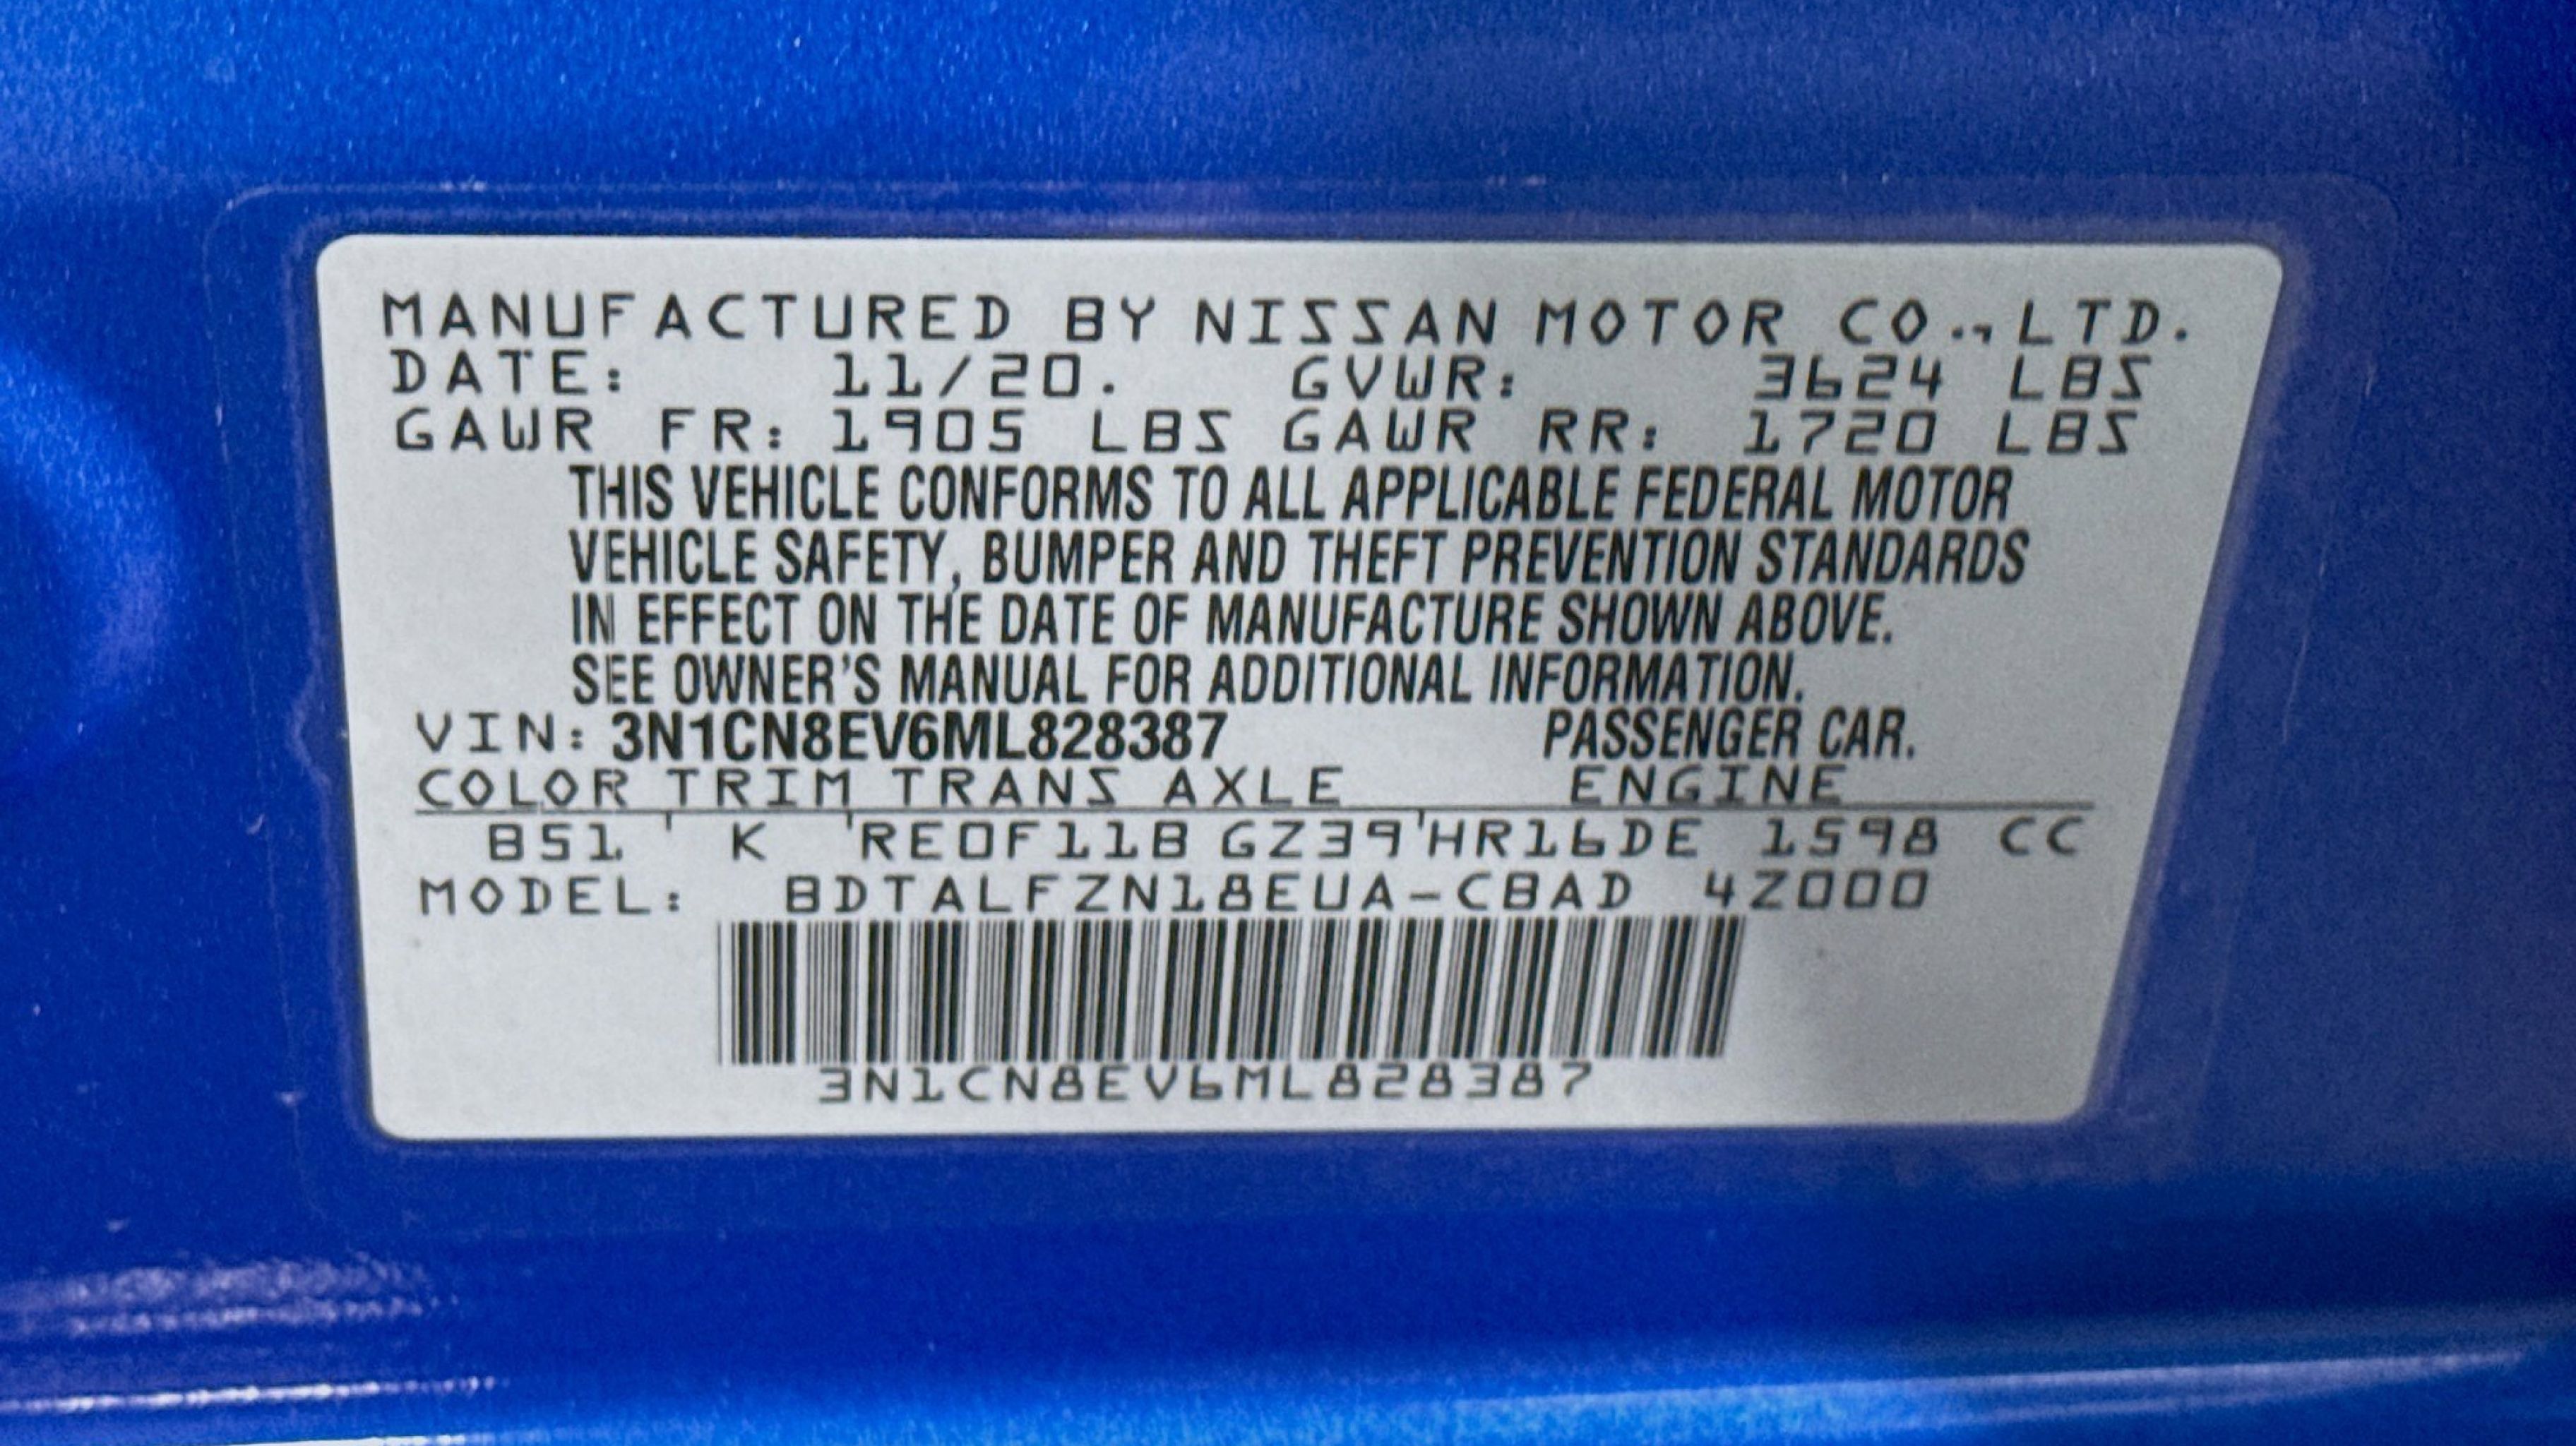 MANUFACTURED BY NISSAN MOTOR CO.,LTD.
DATE: 11/20. GVWR: 3624 LBS
GAWR FR: 1905 LBS GAWR RR: 1720 LBS
THIS VEHICLE CONFORMS TO ALL APPLICABLE FEDERAL MOTOR
VEHICLE SAFETY, BUMPER AND THEFT PREVENTION STANDARDS
IN EFFECT ON THE DATE OF MANUFACTURE SHOWN ABOVE.
SEE OWNER'S MANUAL FOR ADDITIONAL INFORMATION.
VIN: 3N1CN8EV6ML828387 PASSENGER CAR.
COLOR TRIM TRANS AXLE ENGINE
B51 K RE0F11B GZ39 HR16DE 1598 CC
MODEL: BDTALFZN18EUA-CBAD 4Z000
3N1CN8EV6ML828387